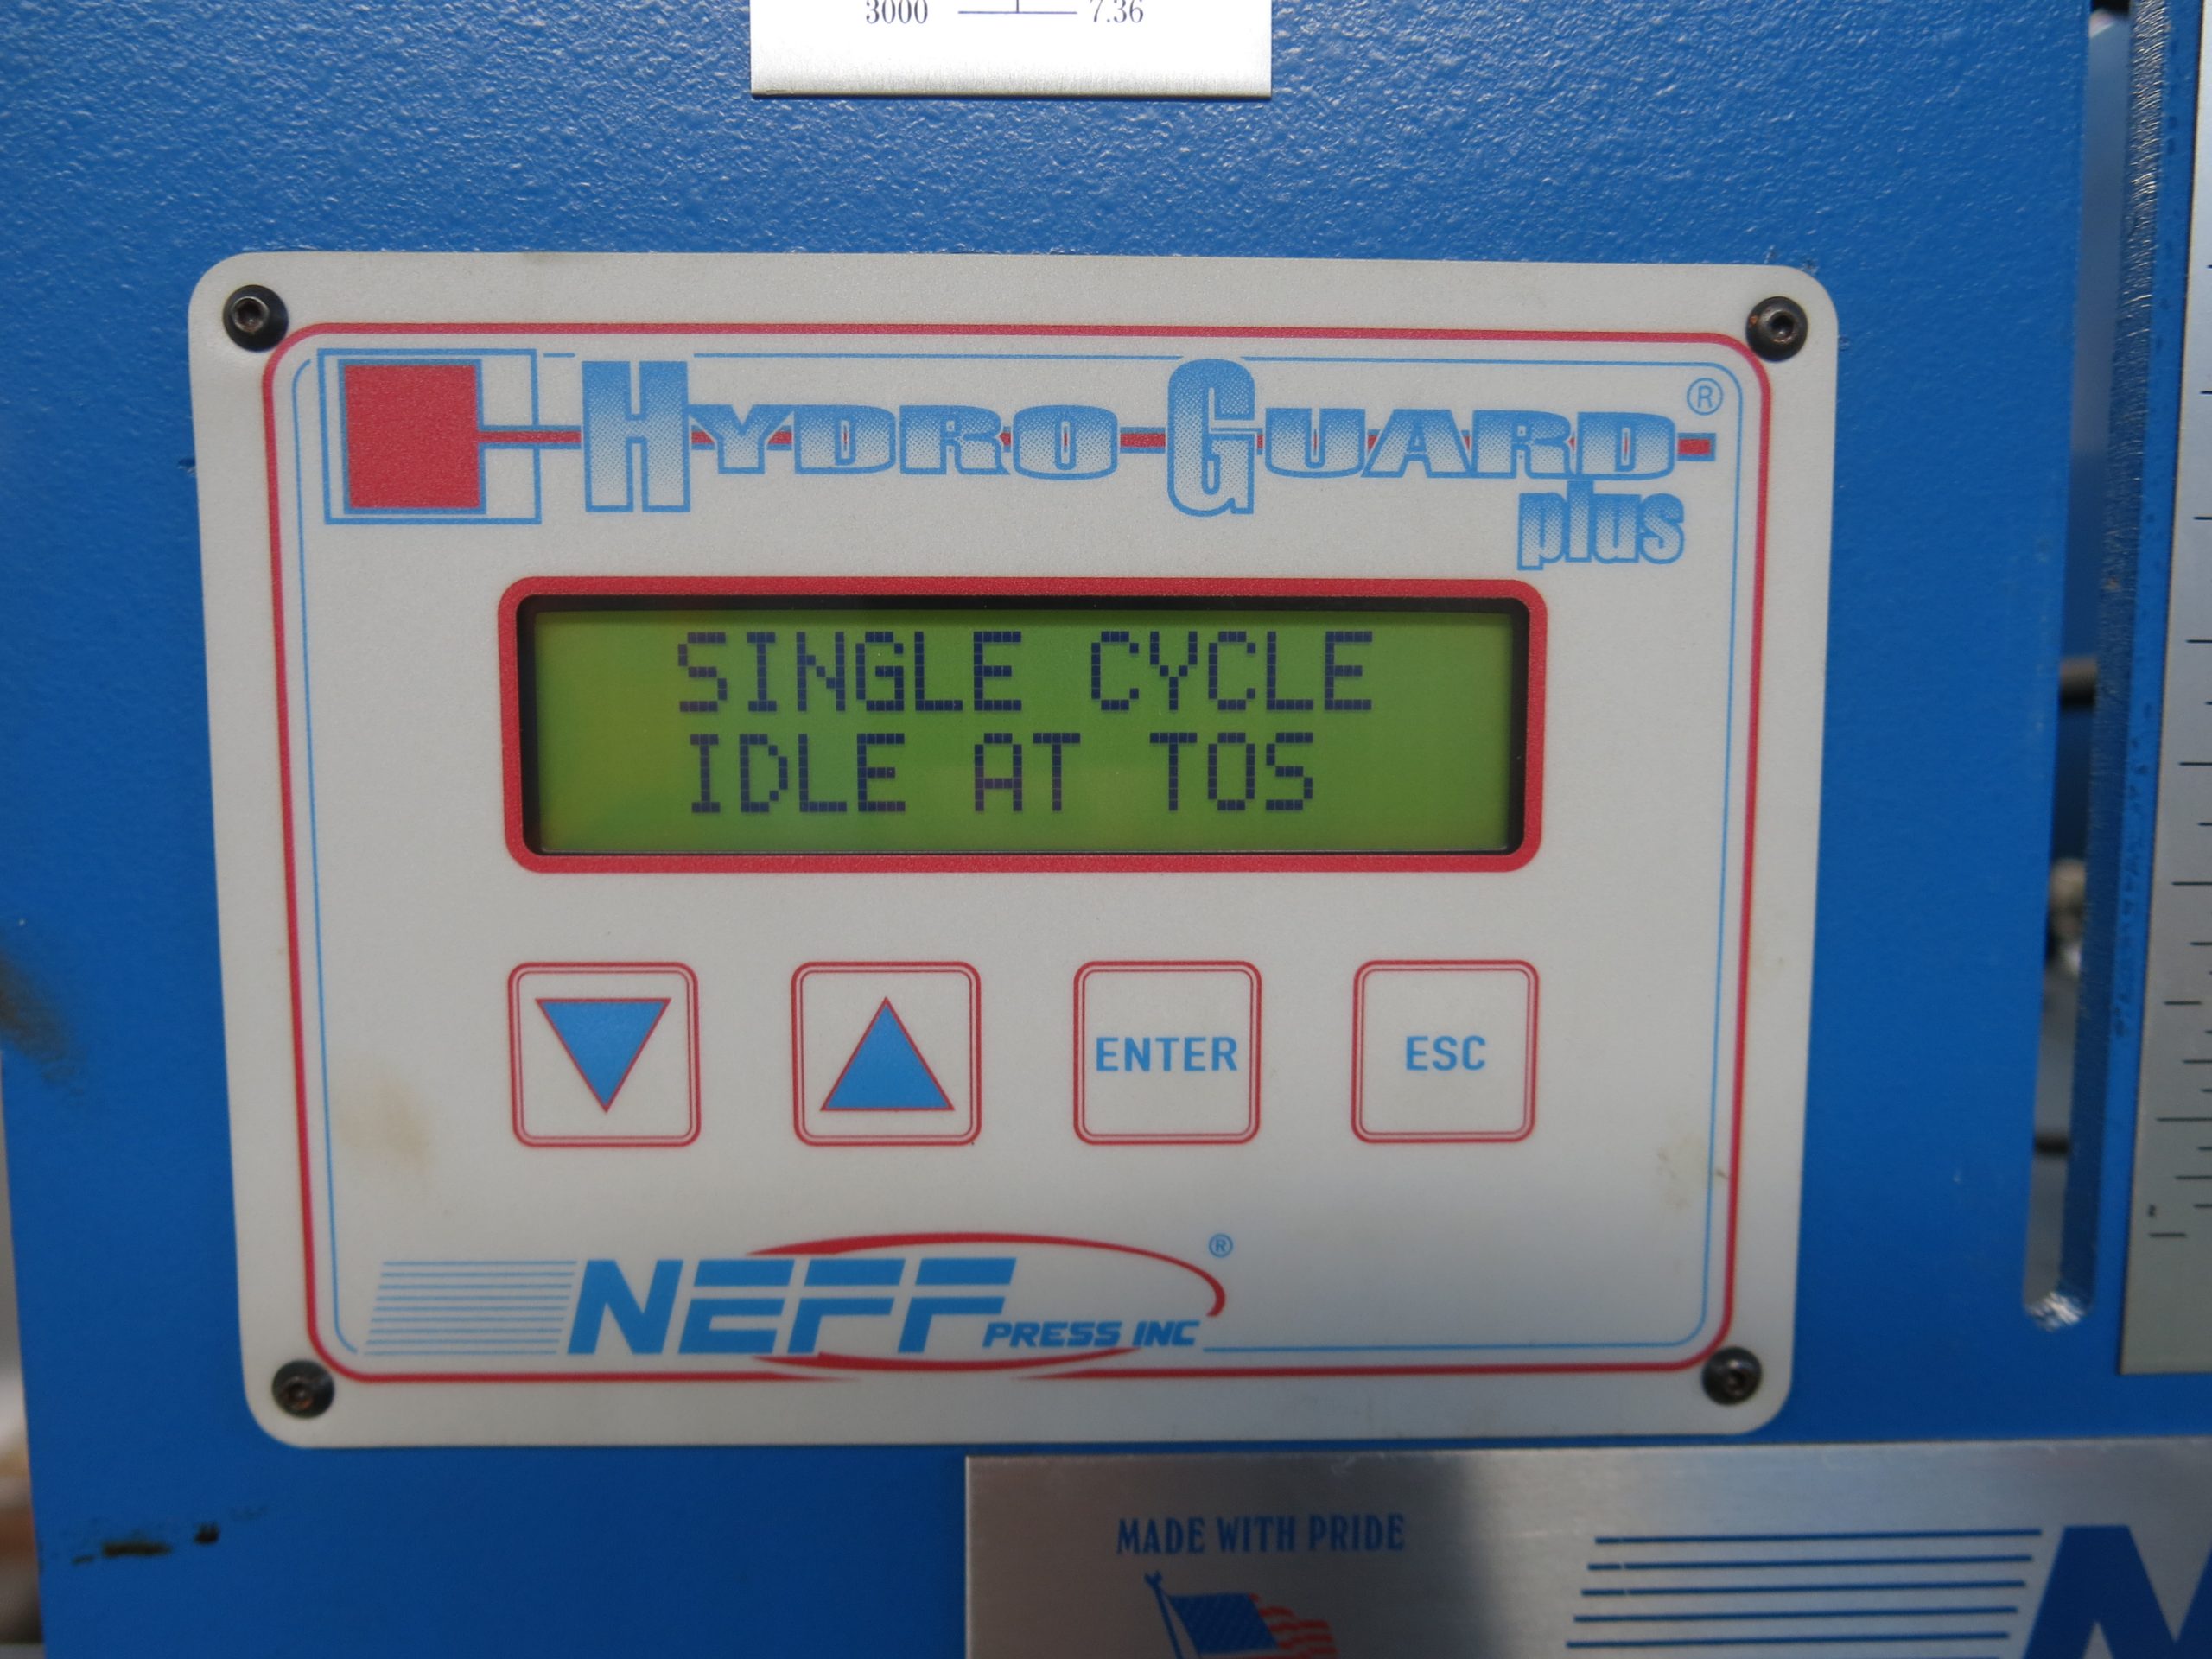 3000 7.36
HYDRO-GUARD®
plus
SINGLE CYCLE
IDLE AT TOS
ENTER ESC
NEFF®
PRESS INC
MADE WITH PRIDE